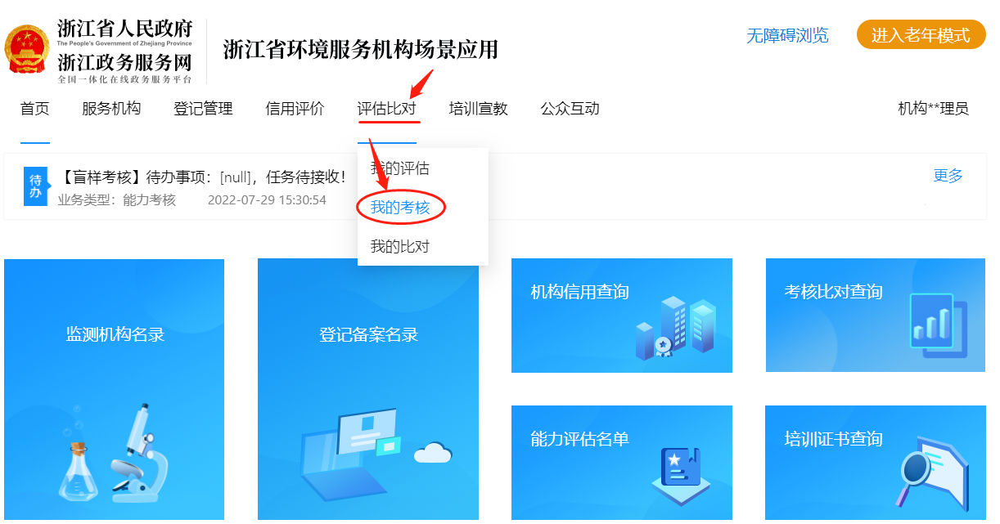 浙江省人民政府
The People's Government of Zhejiang Province
浙江政务服务网
全国一体化在线政务服务平台
浙江省环境服务机构场景应用
无障碍浏览
进入老年模式
首页 服务机构 登记管理 信用评价 评估比对 培训宣教 公众互动 机构**理员
待办
【盲样考核】待办事项：[null]，任务待接收！
业务类型：能力考核 2022-07-29 15:30:54
更多
我的评估
我的考核
我的比对
监测机构名录
登记备案名录
机构信用查询
考核比对查询
能力评估名单
培训证书查询